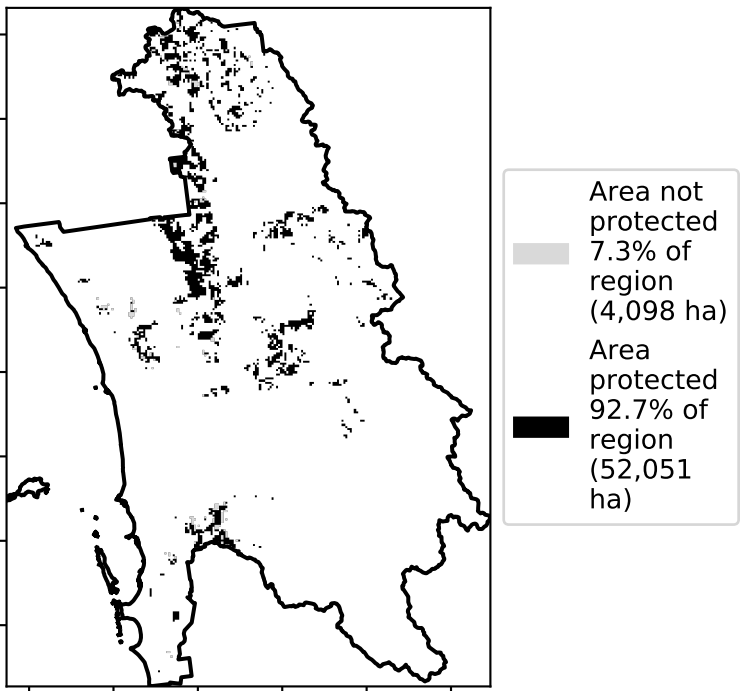 Area not
protected
7.3% of
region
(4,098 ha)
Area
protected
92.7% of
region
(52,051
ha)